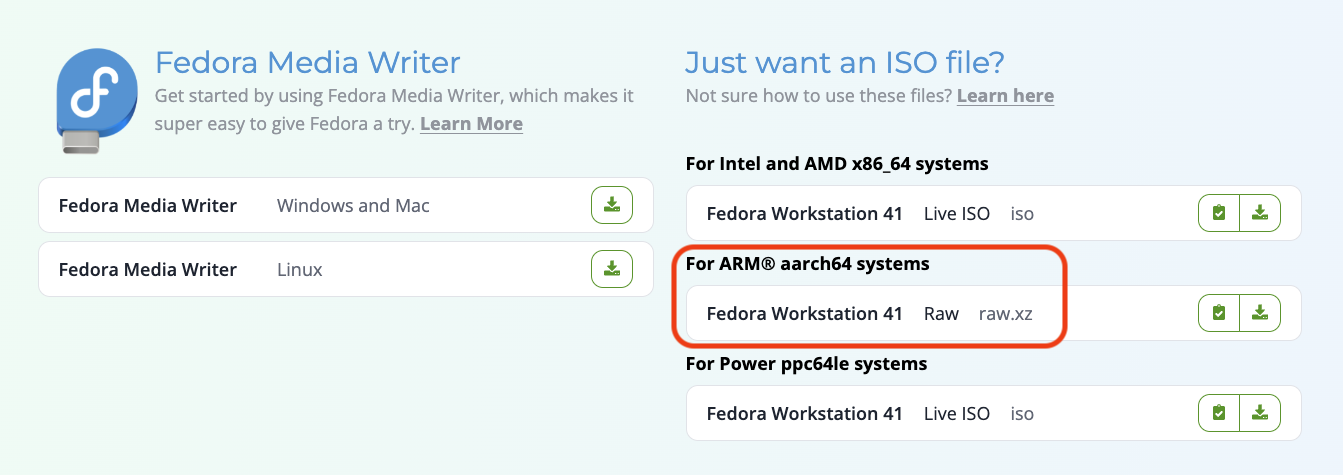 Fedora Media Writer
Get started by using Fedora Media Writer, which makes it
super easy to give Fedora a try. Learn More
Fedora Media Writer Windows and Mac
Fedora Media Writer Linux
Just want an ISO file?
Not sure how to use these files? Learn here
For Intel and AMD x86_64 systems
Fedora Workstation 41 Live ISO iso
For ARM® aarch64 systems
Fedora Workstation 41 Raw raw.xz
For Power ppc64le systems
Fedora Workstation 41 Live ISO iso